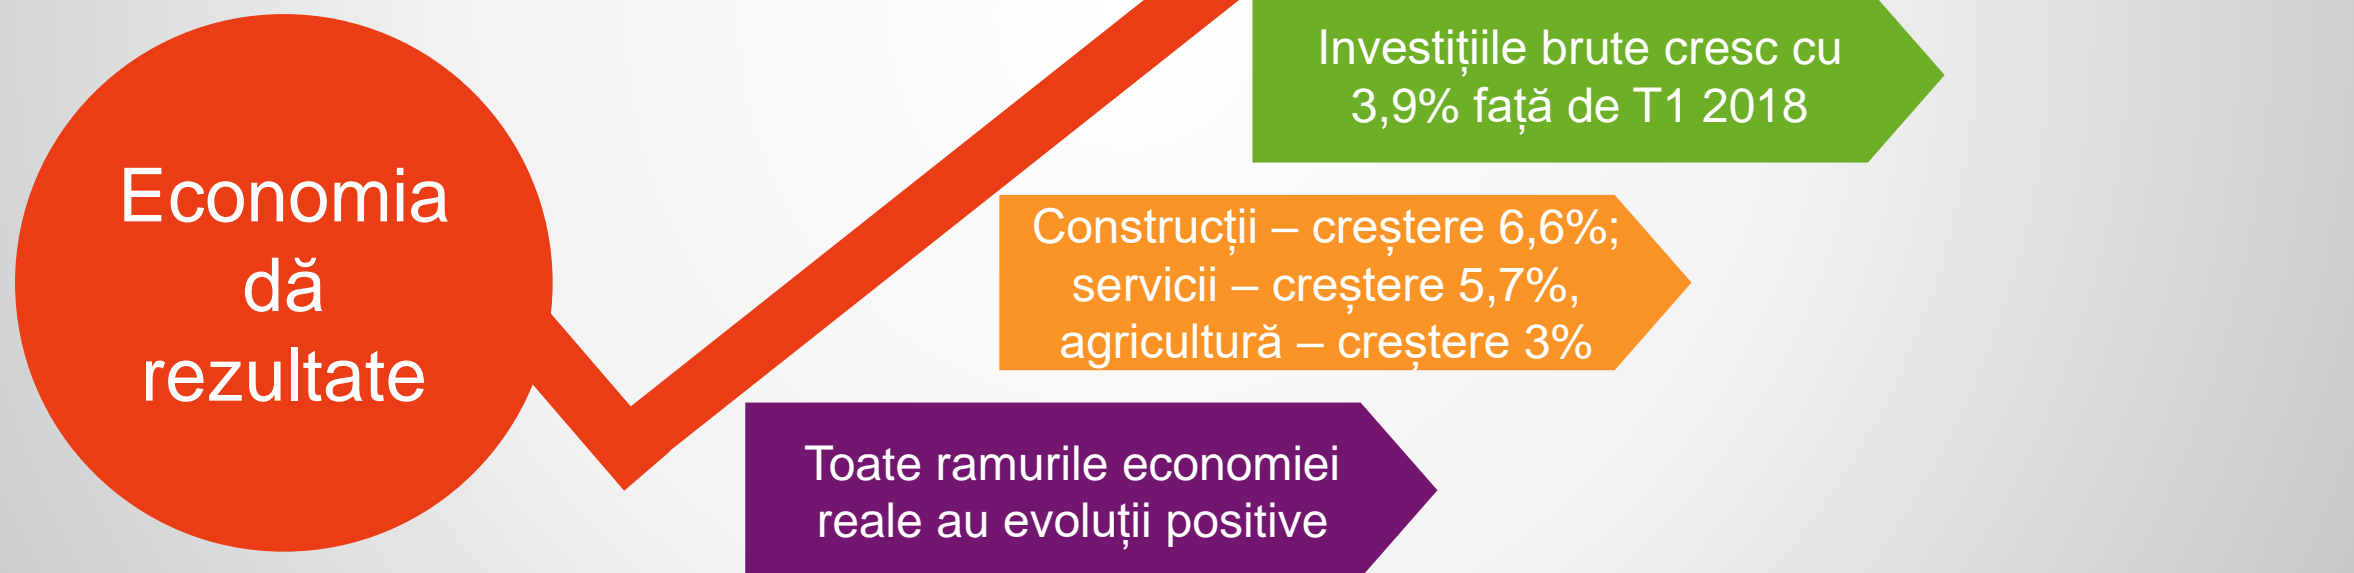 Economia
dă
rezultate
Investițiile brute cresc cu
3,9% față de T1 2018
Construcții – creștere 6,6%;
servicii – creștere 5,7%,
agricultură – creștere 3%
Toate ramurile economiei
reale au evoluții positive